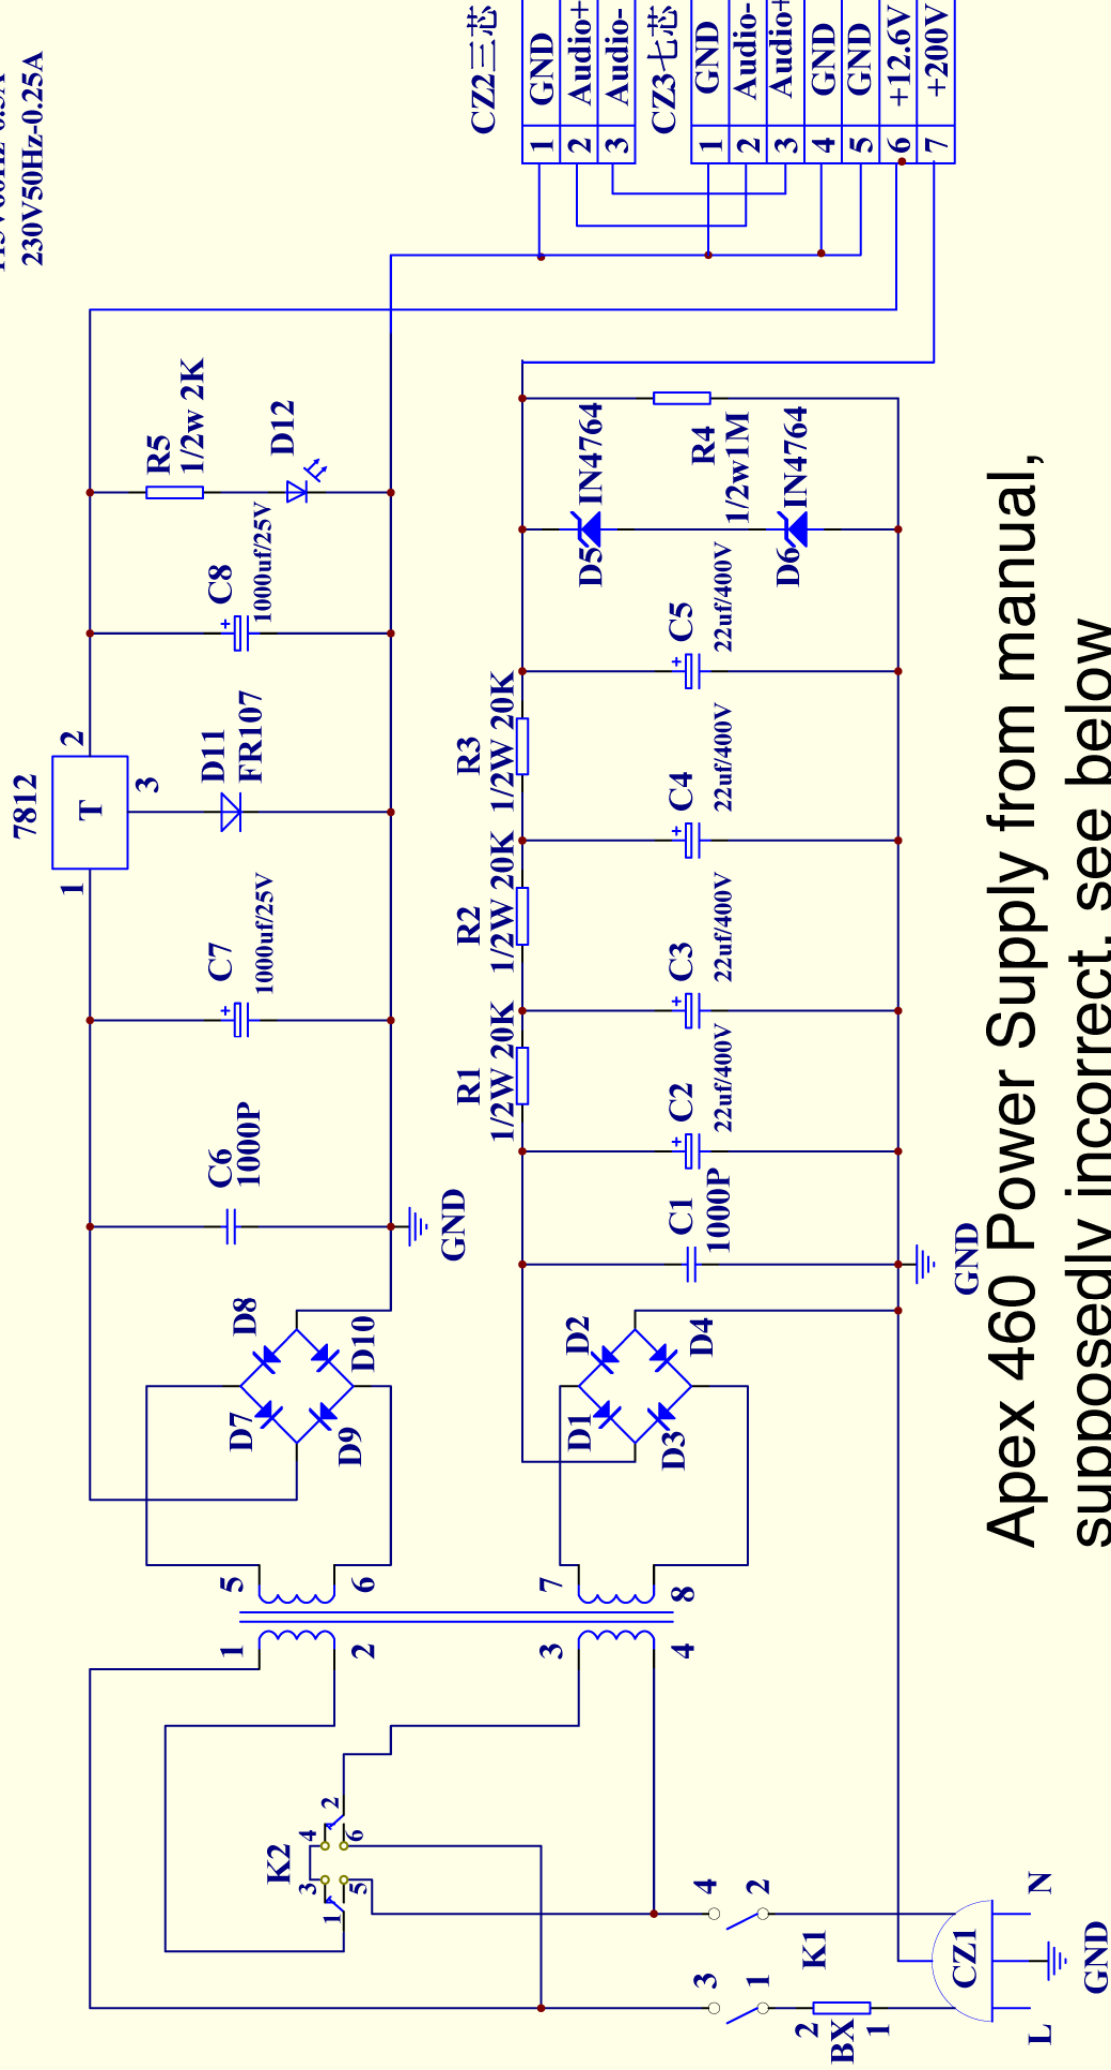 230V50Hz-0.25A
7812
1
T
2
3
R5
1/2w 2K
D12
C8
1000uf/25V
D11
FR107
C7
1000uf/25V
C6
1000P
GND
D8
D7
D10
D9
5
6
1
2
3
4
7
8
CZ2三芯
1 GND
2 Audio+
3 Audio-
CZ3七芯
1 GND
2 Audio-
3 Audio+
4 GND
5 GND
6 +12.6V
7 +200V
R1
1/2W 20K
R2
1/2W 20K
R3
1/2W 20K
C1
1000P
C2
22uf/400V
C3
22uf/400V
C4
22uf/400V
C5
22uf/400V
D5
IN4764
D6
IN4764
R4
1/2w1M
D2
D1
D4
D3
GND
K2
3
4
1
2
5
6
3
4
1
2
K1
2
BX
1
CZ1
L
N
GND
Apex 460 Power Supply from manual,
supposedly incorrect, see below